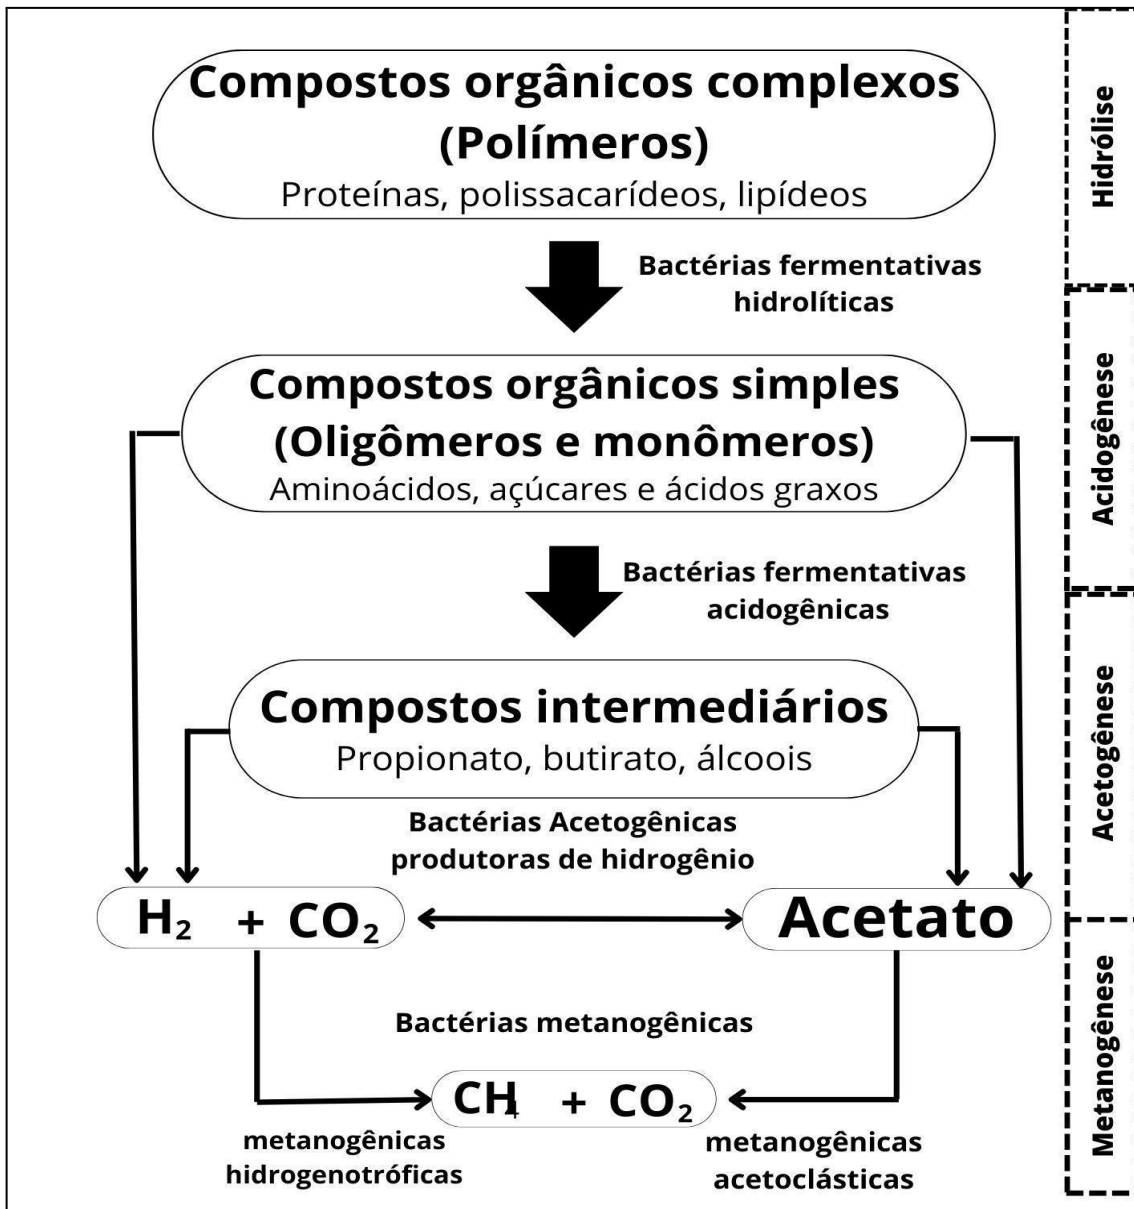 Compostos orgânicos complexos
(Polímeros)
Proteínas, polissacarídeos, lipídeos
Hidrólise
Bactérias fermentativas
hidrolíticas
Compostos orgânicos simples
(Oligômeros e monômeros)
Aminoácidos, açúcares e ácidos graxos
Acidogênese
Bactérias fermentativas
acidogênicas
Compostos intermediários
Propionato, butirato, álcoois
Acetogênese
Bactérias Acetogênicas
produtoras de hidrogênio
H₂ + CO₂
Acetato
Bactérias metanogênicas
Metanogênese
CH₄ + CO₂
metanogênicas
hidrogenotróficas
metanogênicas
acetoclásticas